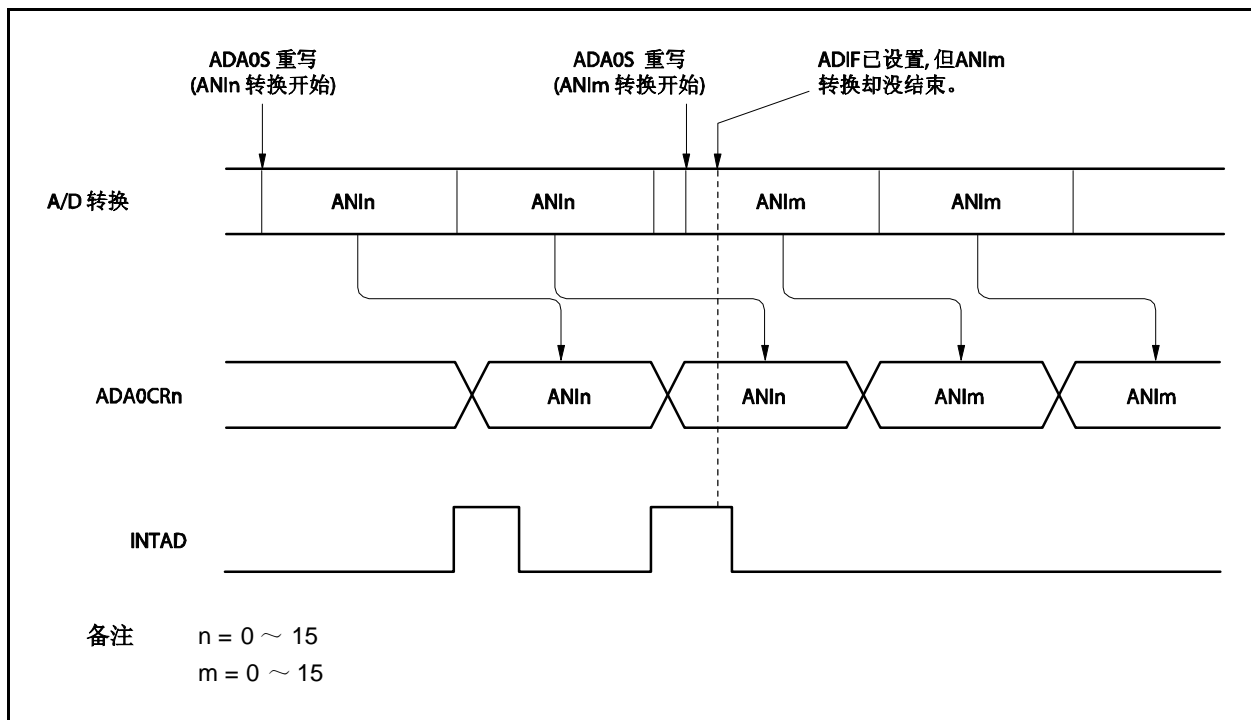 ADA0S 重写
(ANIn 转换开始)
ADA0S 重写
(ANIm 转换开始)
ADIF已设置, 但ANIm
转换却没结束。
A/D 转换
ANIn
ANIn
ANIm
ANIm
ADA0CRn
ANIn
ANIn
ANIm
ANIm
INTAD
备注 n = 0 ～ 15
m = 0 ～ 15